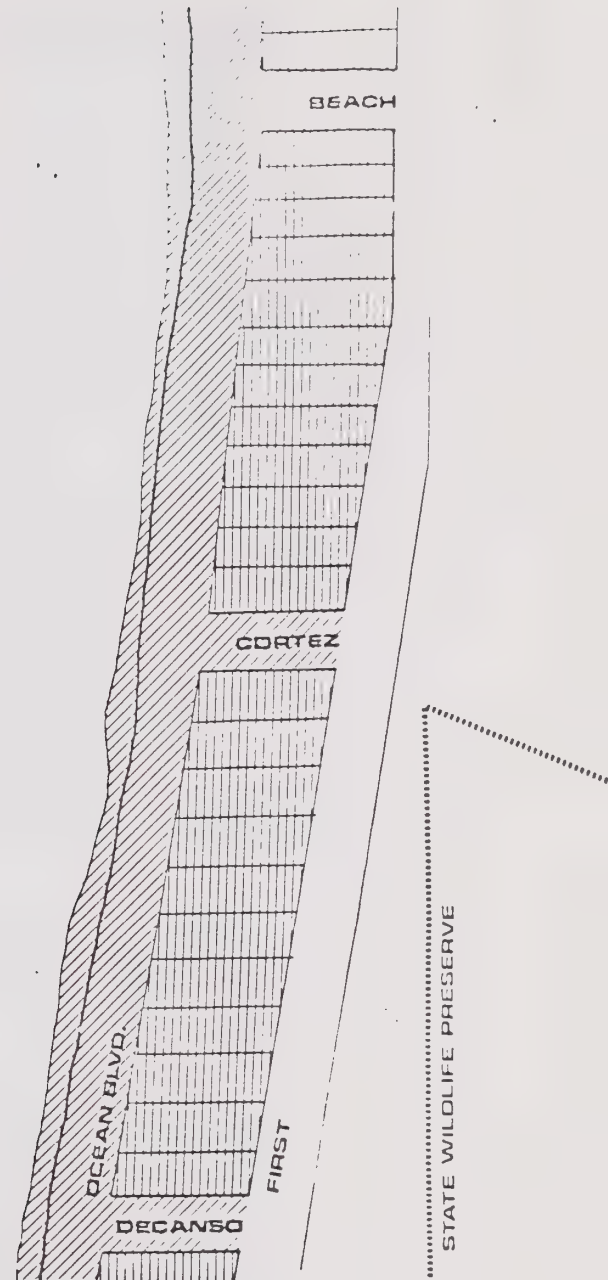 BEACH
CORTEZ
OCEAN BLVD.
FIRST
DECANSO
STATE WILDLIFE PRESERVE